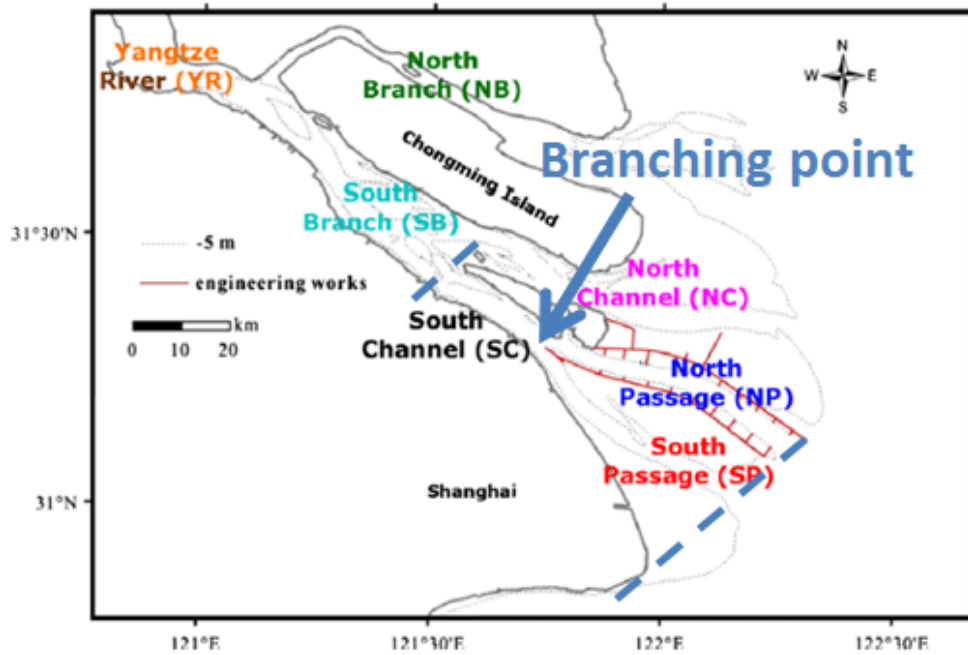 Yangtze
River (YR)
North
Branch (NB)
N
W E
S
Branching point
Chongming Island
South
Branch (SB)
31°30'N
-5 m
engineering works
km
0 10 20
North
Channel (NC)
South
Channel (SC)
North
Passage (NP)
South
Passage (SP)
Shanghai
31°N
121°E
121°30'E
122°E
122°30'E